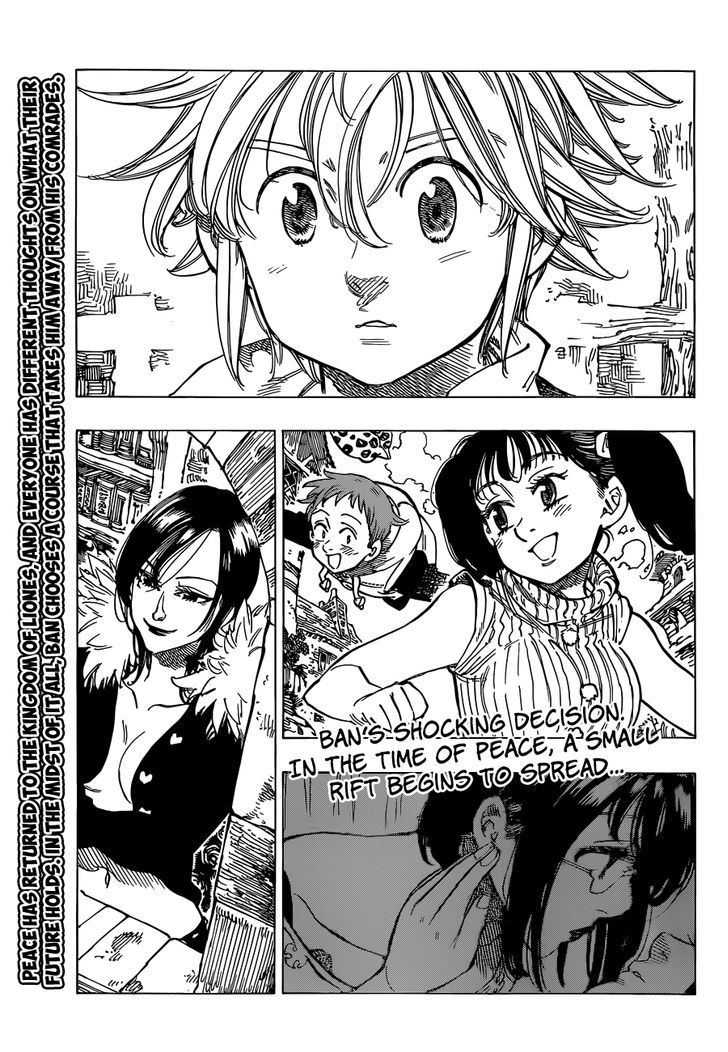 PEACE HAS RETURNED TO THE KINGDOM OF LIONES, AND EVERYONE HAS DIFFERENT THOUGHTS ON WHAT THEIR
FUTURE HOLDS. IN THE MIDST OF IT ALL, BAN CHOOSES A COURSE THAT TAKES HIM AWAY FROM HIS COMRADES.
BAN'S SHOCKING DECISION.
IN THE TIME OF PEACE, A SMALL
RIFT BEGINS TO SPREAD...